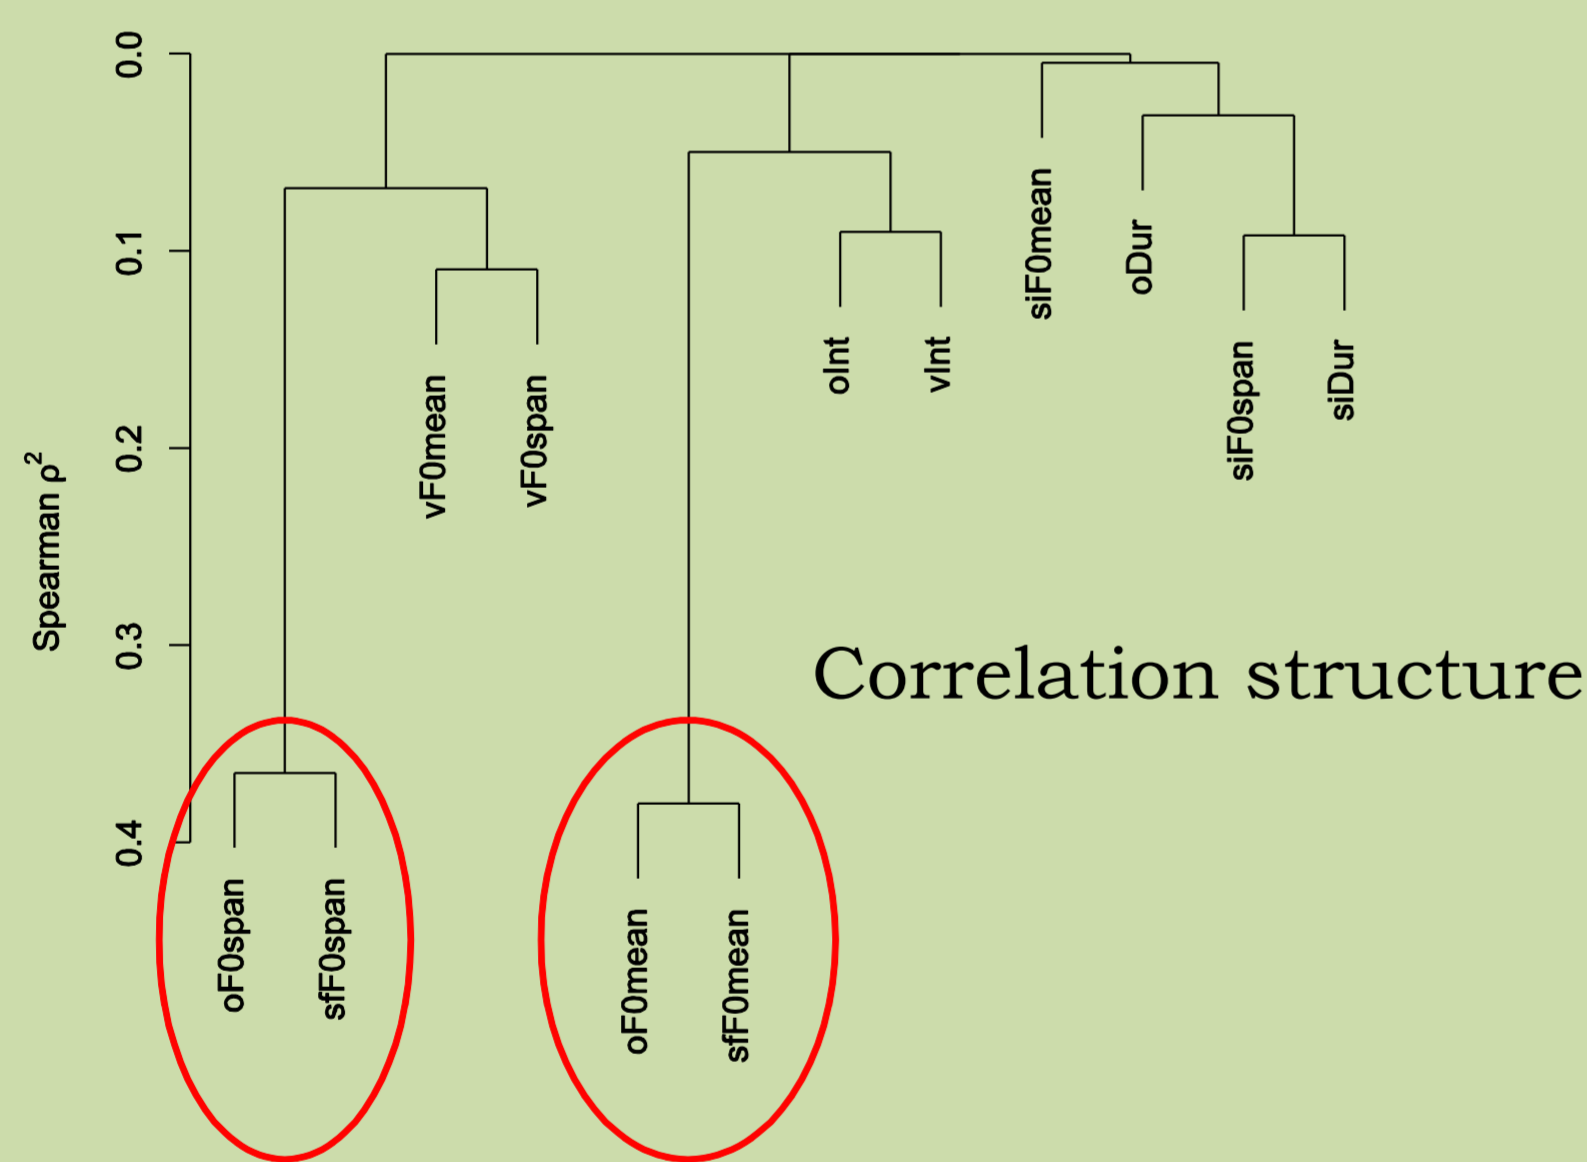 Spearman ρ²
0.0
0.1
0.2
0.3
0.4
oF0span
sfF0span
vF0mean
vF0span
oF0mean
sfF0mean
oInt
vInt
siF0mean
oDur
siF0span
siDur
Correlation structure